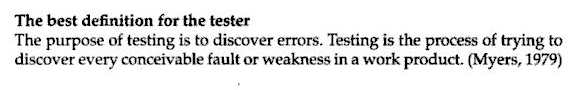 The best definition for the tester
The purpose of testing is to discover errors. Testing is the process of trying to
discover every conceivable fault or weakness in a work product. (Myers, 1979)